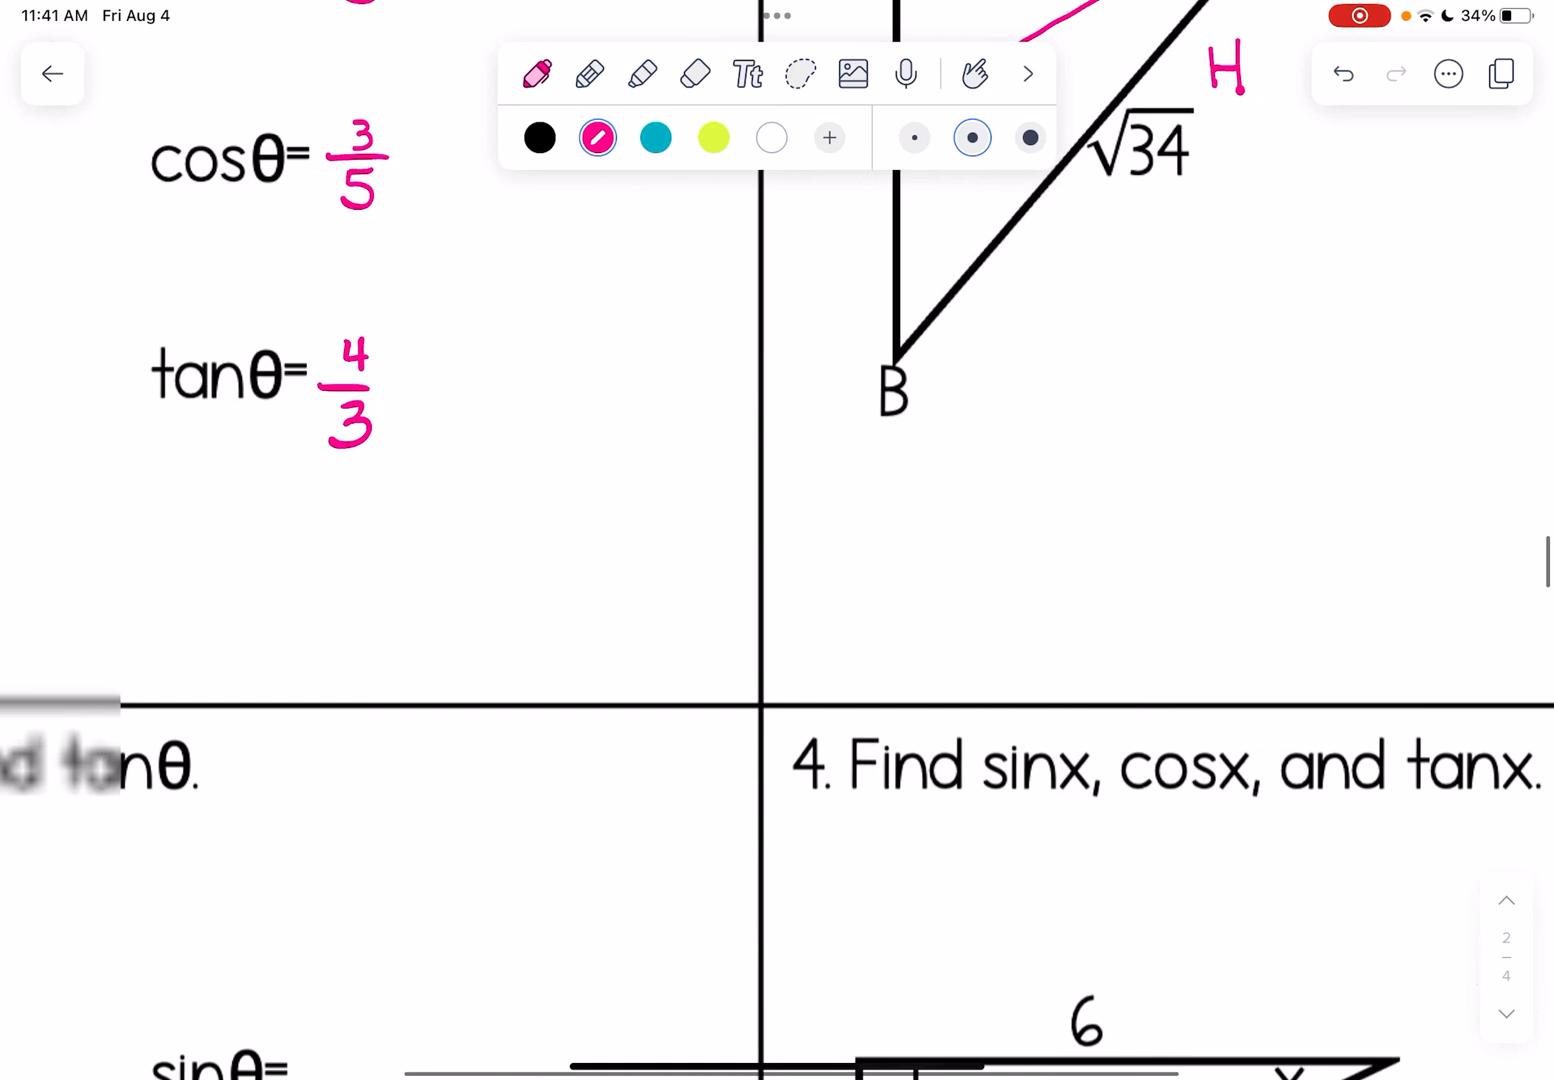 11:41 AM Fri Aug 4
34%
Tt
H
√34
cosθ= 3/5
tanθ= 4/3
B
nθ.
4. Find sinx, cosx, and tanx.
2
4
6
sinθ=
x